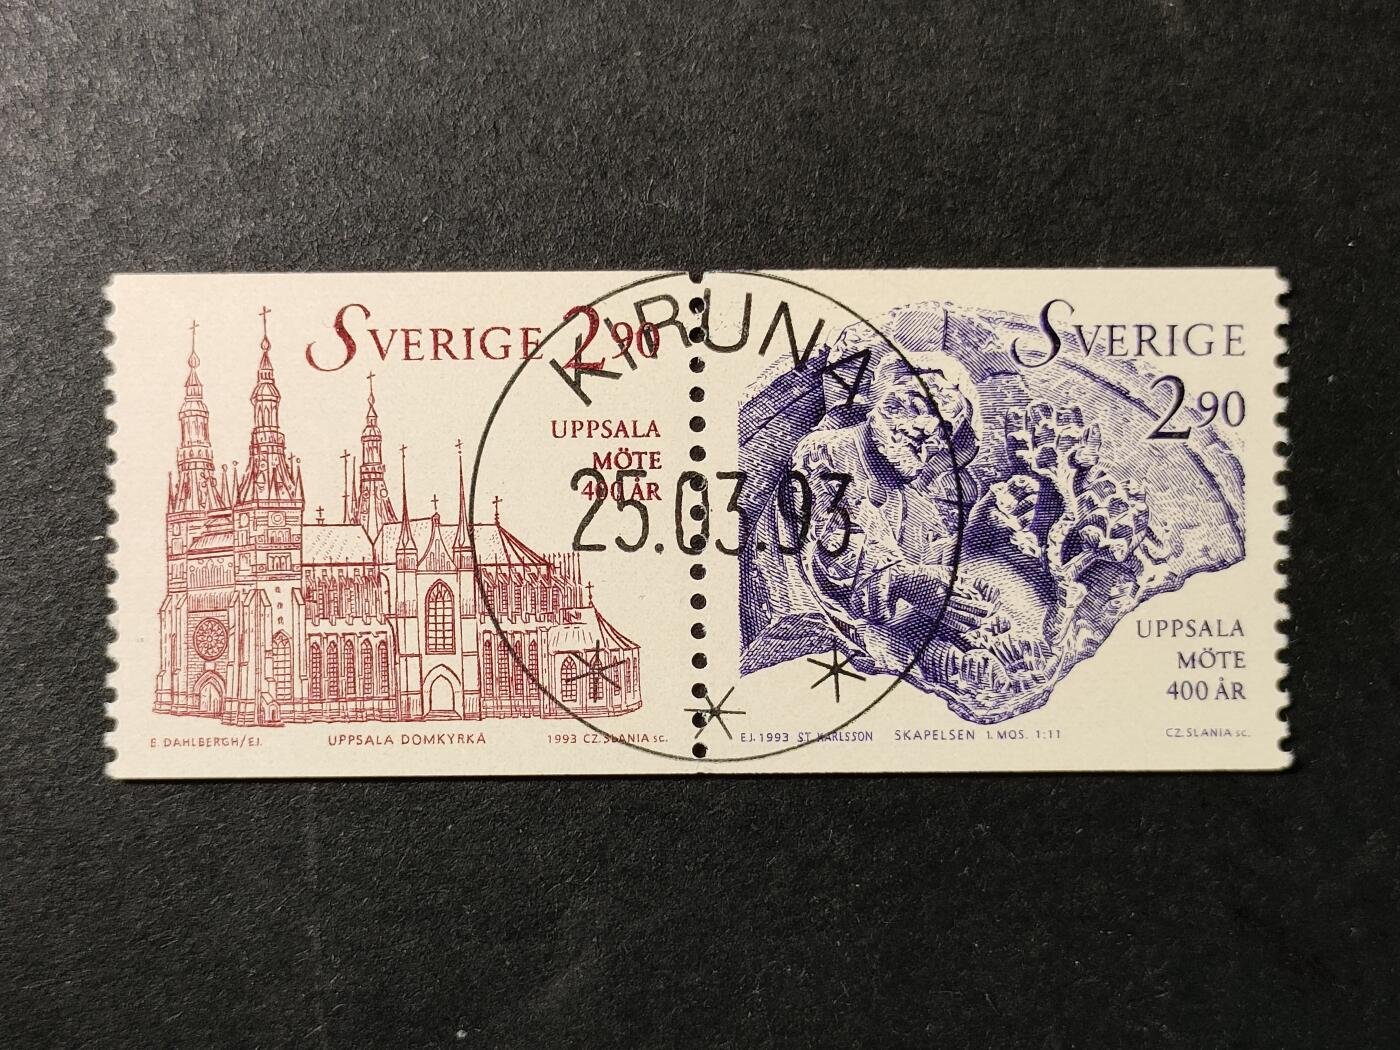 SVERIGE 2.90
UPPSALA
MÖTE
400 ÅR
E. DAHLBERGH/EJ. UPPSALA DOMKYRKA 1993 CZ.SLANIA sc.
KIRUNA
25.03.93
SVERIGE
2.90
UPPSALA
MÖTE
400 ÅR
EJ. 1993 ST. KARLSSON SKAPELSEN 1. MOS. 1:11 CZ.SLANIA sc.